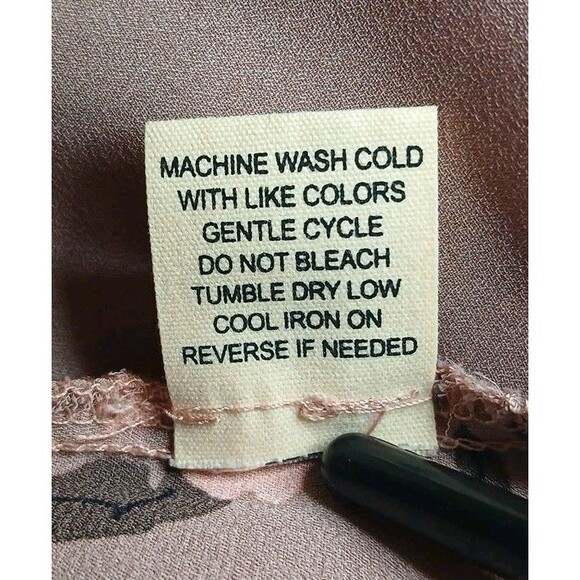 MACHINE WASH COLD
WITH LIKE COLORS
GENTLE CYCLE
DO NOT BLEACH
TUMBLE DRY LOW
COOL IRON ON
REVERSE IF NEEDED